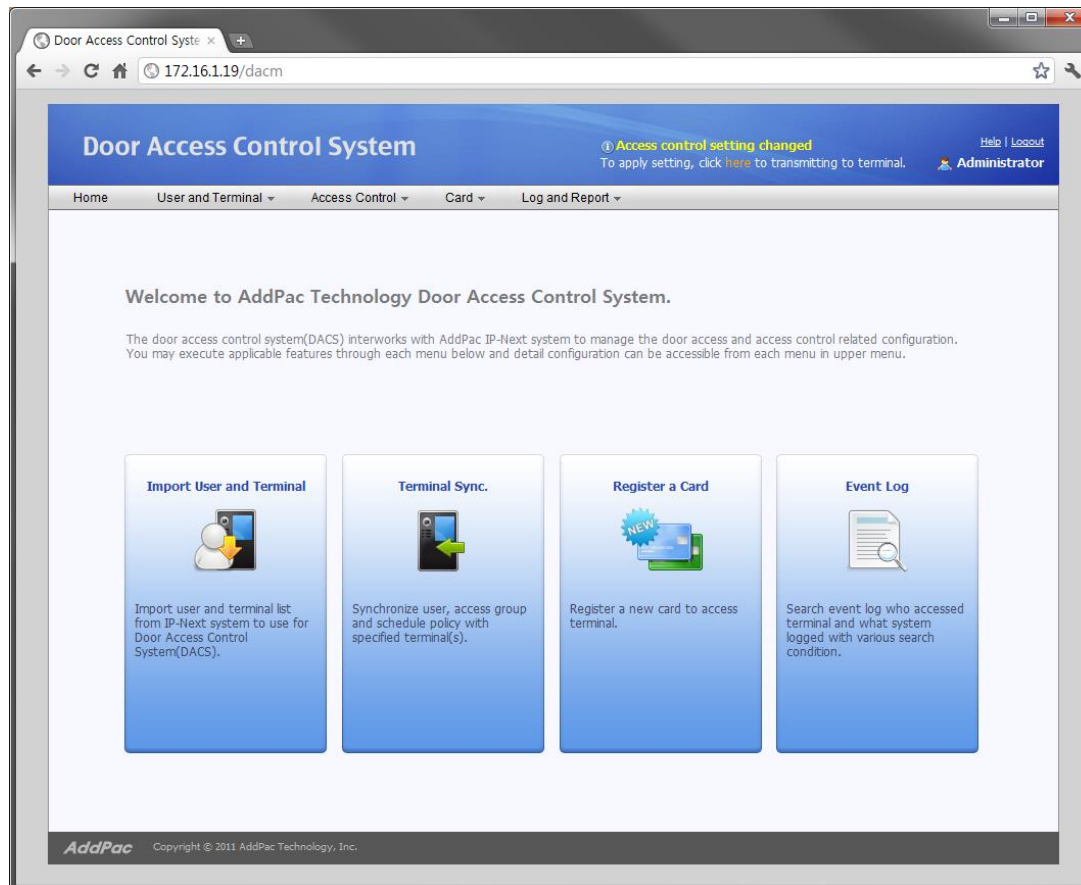 Door Access Control Syste
172.16.1.19/dacm
Door Access Control System
Access control setting changed
To apply setting, click here to transmitting to terminal.
Help | Logout
Administrator
Home
User and Terminal
Access Control
Card
Log and Report
Welcome to AddPac Technology Door Access Control System.
The door access control system(DACS) interworks with AddPac IP-Next system to manage the door access and access control related configuration.
You may execute applicable features through each menu below and detail configuration can be accessible from each menu in upper menu.
Import User and Terminal
Import user and terminal list
from IP-Next system to use for
Door Access Control
System(DACS).
Terminal Sync.
Synchronize user, access group
and schedule policy with
specified terminal(s).
Register a Card
NEW
Register a new card to access
terminal.
Event Log
Search event log who accessed
terminal and what system
logged with various search
condition.
AddPac
Copyright © 2011 AddPac Technology, Inc.